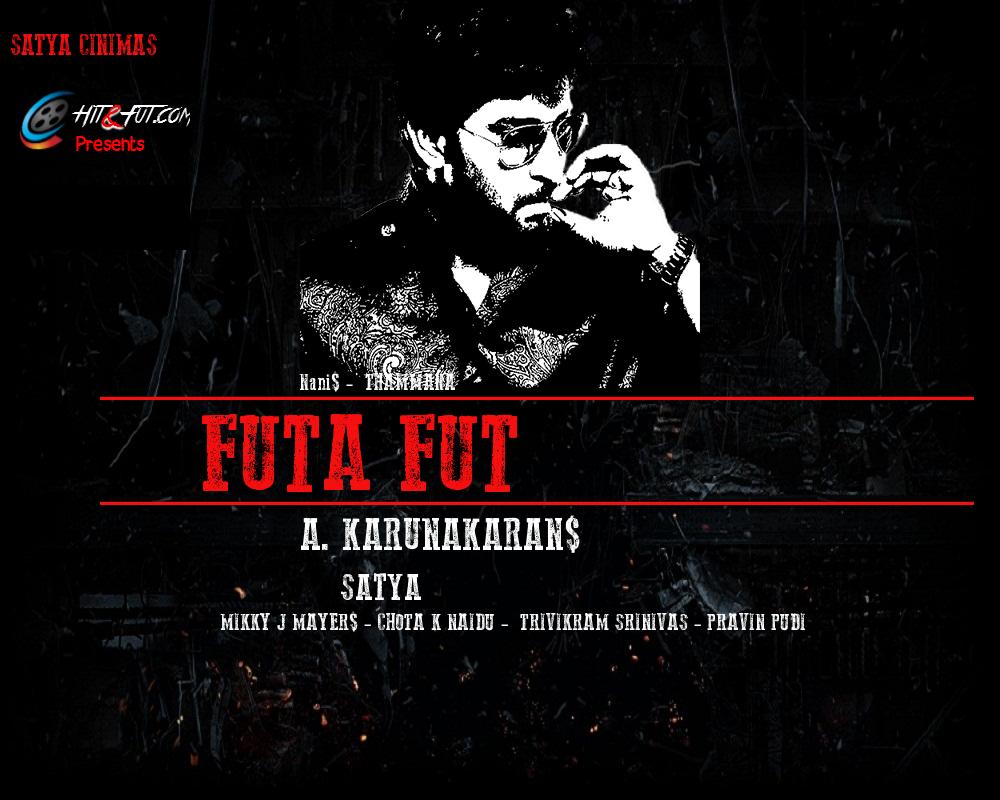 SATYA CINIMAS
HIT&FUT.COM
Presents
Nani$ - THAMMANA
FUTA FUT
A. KARUNAKARAN$
SATYA
MIKKY J MAYER$ - CHOTA K NAIDU - TRIVIKRAM SRINIVAS - PRAVIN PUDI